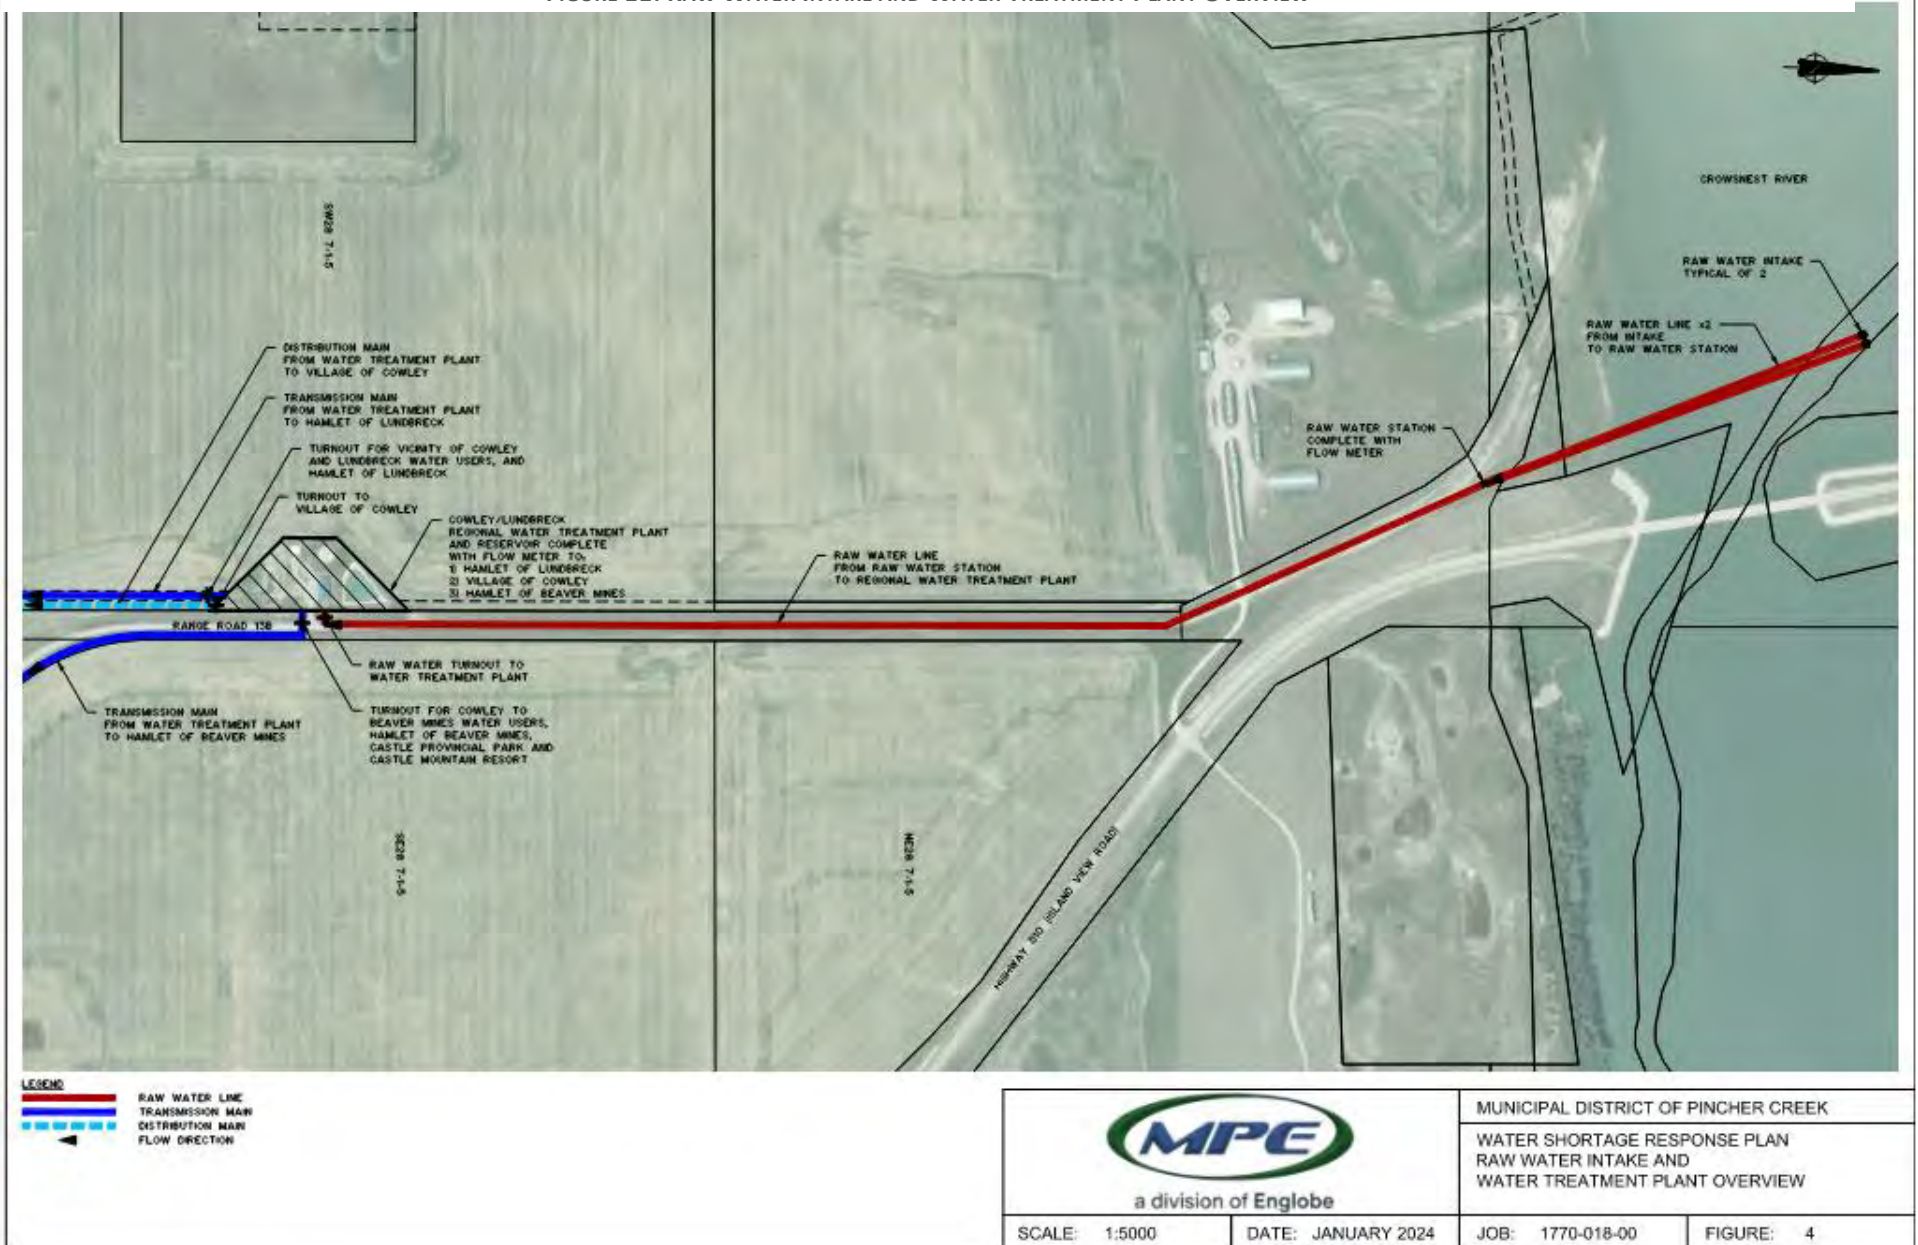 CROWSNEST RIVER
RAW WATER INTAKE
TYPICAL OF 2
RAW WATER LINE x2
FROM INTAKE
TO RAW WATER STATION
RAW WATER STATION
COMPLETE WITH
FLOW METER
SW28 7-1-5
DISTRIBUTION MAIN
FROM WATER TREATMENT PLANT
TO VILLAGE OF COWLEY
TRANSMISSION MAIN
FROM WATER TREATMENT PLANT
TO HAMLET OF LUNDBRECK
TURNOUT FOR VICINITY OF COWLEY
AND LUNDBRECK WATER USERS, AND
HAMLET OF LUNDBRECK
TURNOUT TO
VILLAGE OF COWLEY
COWLEY/LUNDBRECK
REGIONAL WATER TREATMENT PLANT
AND RESERVOIR COMPLETE
WITH FLOW METER TO:
1) HAMLET OF LUNDBRECK
2) VILLAGE OF COWLEY
3) HAMLET OF BEAVER MINES
RAW WATER LINE
FROM RAW WATER STATION
TO REGIONAL WATER TREATMENT PLANT
RANGE ROAD 13B
RAW WATER TURNOUT TO
WATER TREATMENT PLANT
TRANSMISSION MAIN
FROM WATER TREATMENT PLANT
TO HAMLET OF BEAVER MINES
TURNOUT FOR COWLEY TO
BEAVER MINES WATER USERS,
HAMLET OF BEAVER MINES,
CASTLE PROVINCIAL PARK AND
CASTLE MOUNTAIN RESORT
SE28 7-1-5
NE28 7-1-5
HIGHWAY 510 (ISLAND VIEW ROAD)
LEGEND
RAW WATER LINE
TRANSMISSION MAIN
DISTRIBUTION MAIN
FLOW DIRECTION
MPE
a division of Englobe
MUNICIPAL DISTRICT OF PINCHER CREEK
WATER SHORTAGE RESPONSE PLAN
RAW WATER INTAKE AND
WATER TREATMENT PLANT OVERVIEW
SCALE: 1:5000
DATE: JANUARY 2024
JOB: 1770-018-00
FIGURE: 4